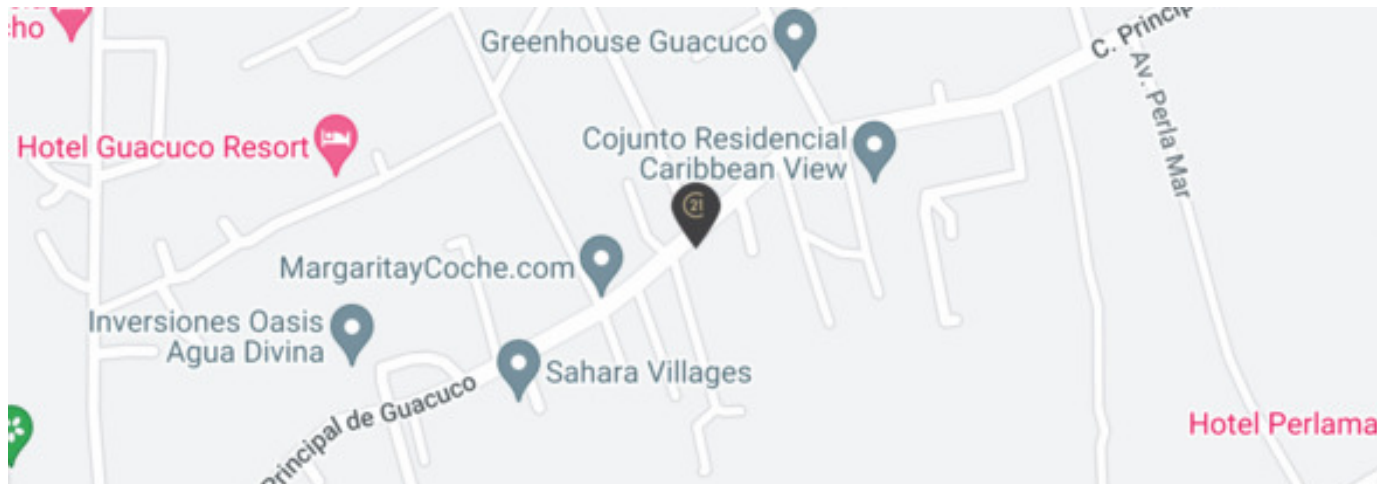 cho
Greenhouse Guacuco
C. Princip
Av. Perla Mar
Hotel Guacuco Resort
Cojunto Residencial
Caribbean View
21
MargaritayCoche.com
Inversiones Oasis
Agua Divina
Sahara Villages
Principal de Guacuco
Hotel Perlama